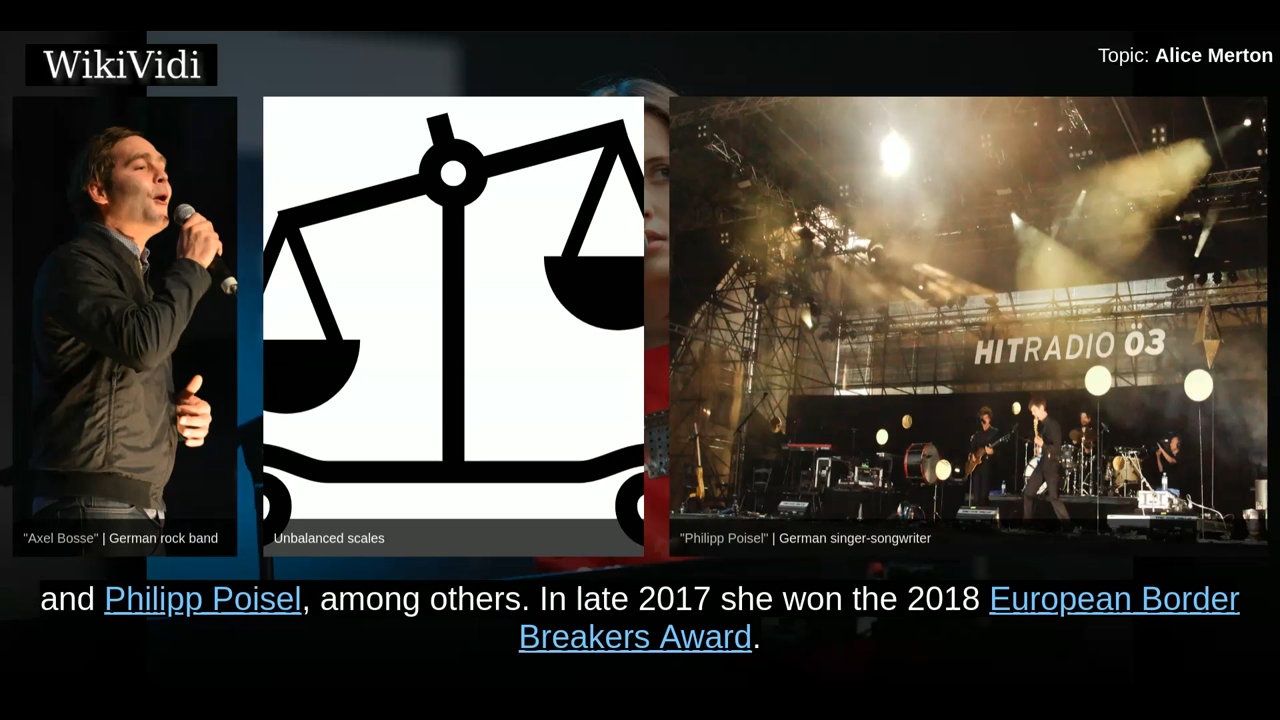 WikiVidi
Topic: Alice Merton
HITRADIO Ö3
"Axel Bosse" | German rock band
Unbalanced scales
"Philipp Poisel" | German singer-songwriter
and Philipp Poisel, among others. In late 2017 she won the 2018 European Border
Breakers Award.